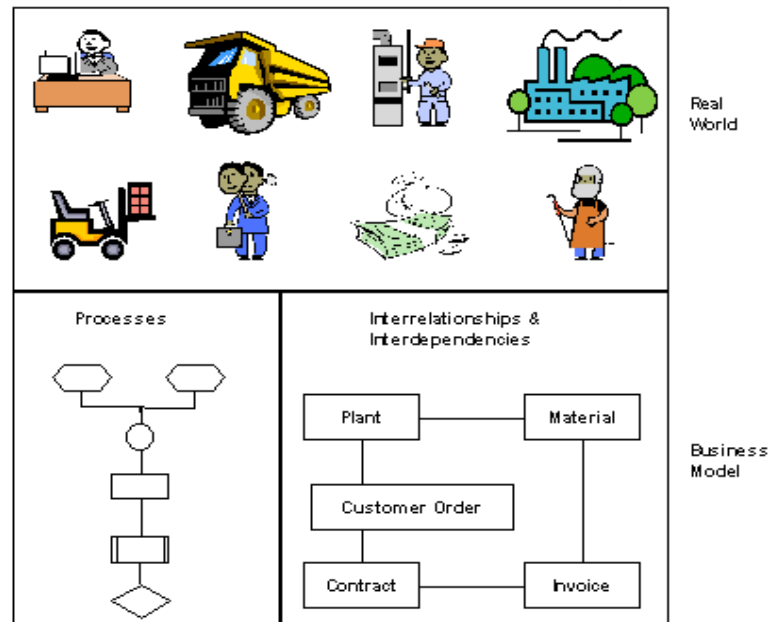 Real
World
Processes
Interrelationships &
Interdependencies
Plant
Material
Customer Order
Contract
Invoice
Business
Model